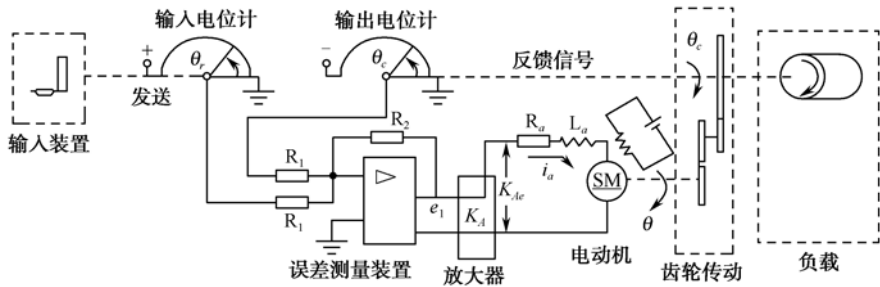 输入电位计
输出电位计
+
−
θr
θc
θc
反馈信号
发送
输入装置
R2
Ra
La
R1
R1
ia
KAe
SM
e1
KA
θ
误差测量装置
放大器
电动机
齿轮传动
负载